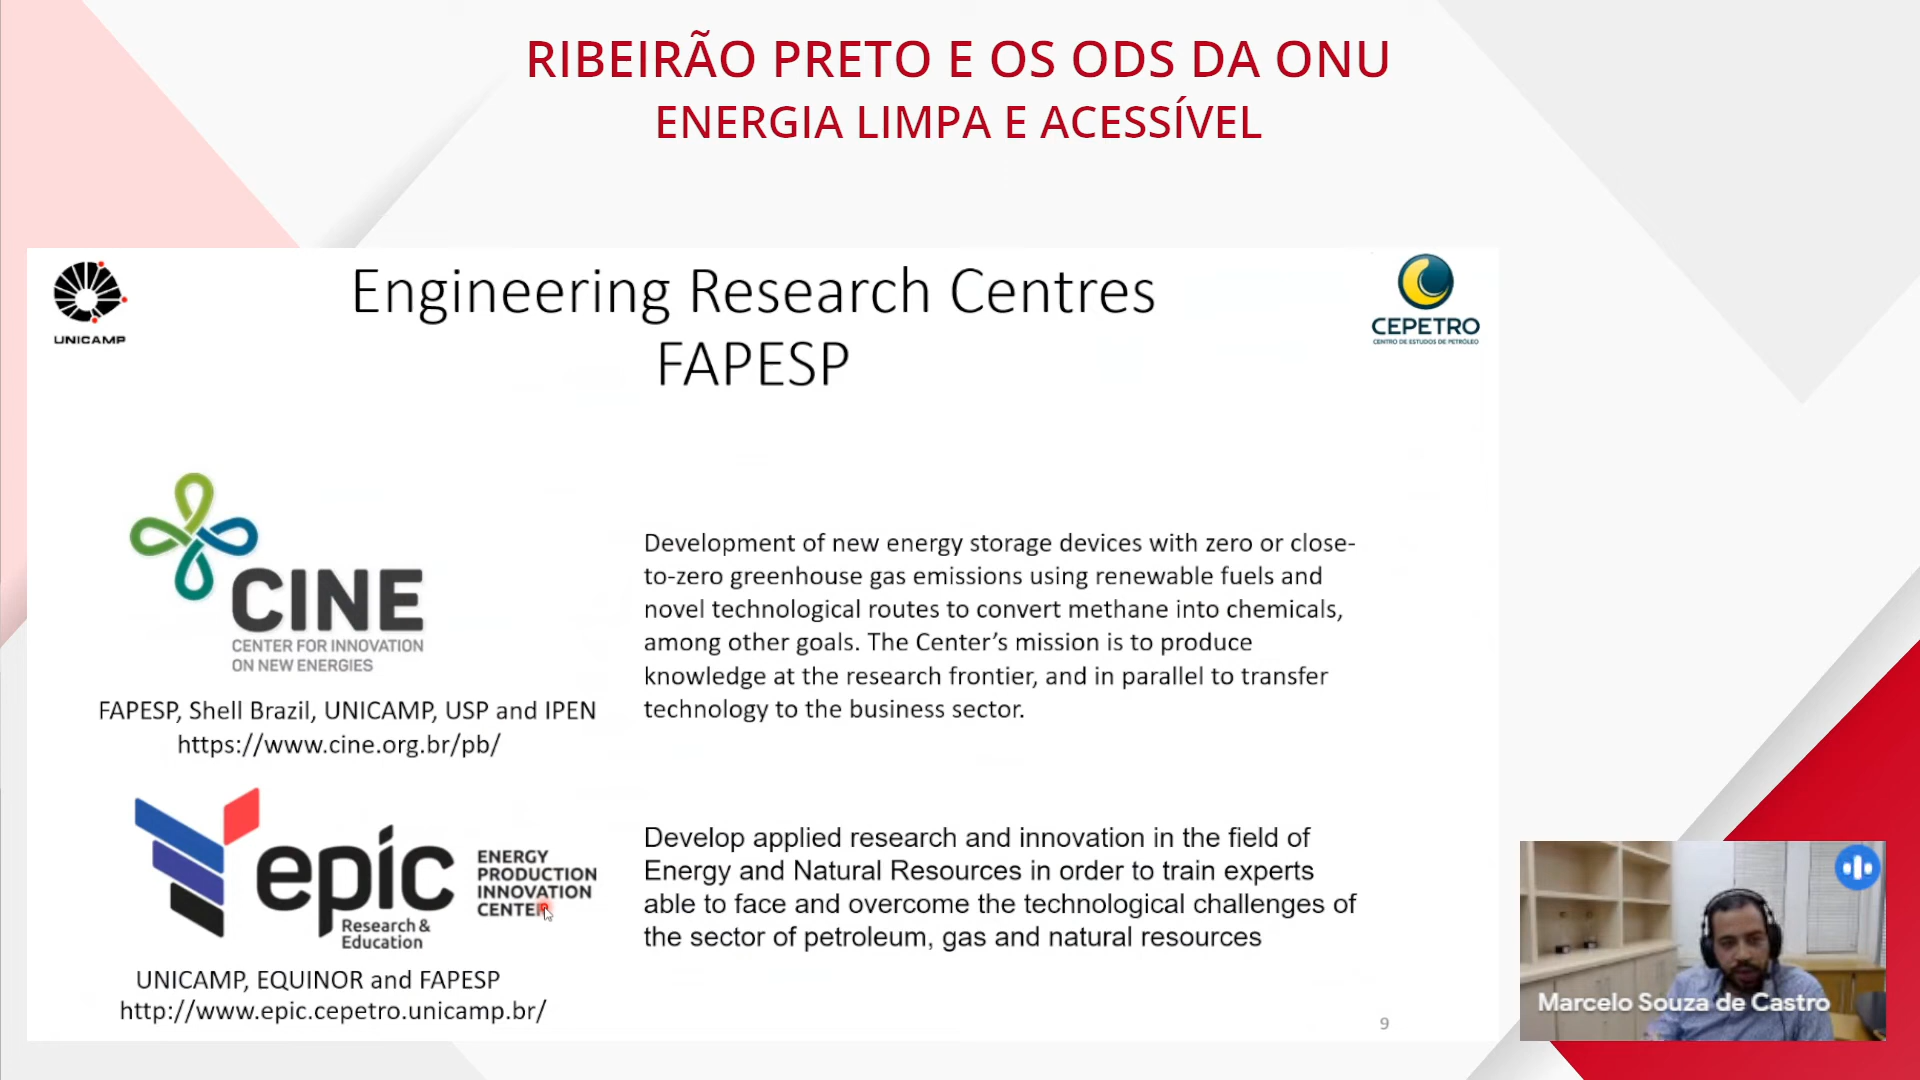 RIBEIRÃO PRETO E OS ODS DA ONU
ENERGIA LIMPA E ACESSÍVEL
UNICAMP
Engineering Research Centres
FAPESP
CEPETRO
CENTRO DE ESTUDOS DE PETRÓLEO
CINE
CENTER FOR INNOVATION
ON NEW ENERGIES
FAPESP, Shell Brazil, UNICAMP, USP and IPEN
https://www.cine.org.br/pb/
Development of new energy storage devices with zero or close-
to-zero greenhouse gas emissions using renewable fuels and
novel technological routes to convert methane into chemicals,
among other goals. The Center’s mission is to produce
knowledge at the research frontier, and in parallel to transfer
technology to the business sector.
epic
Research &
Education
ENERGY
PRODUCTION
INNOVATION
CENTER
UNICAMP, EQUINOR and FAPESP
http://www.epic.cepetro.unicamp.br/
Develop applied research and innovation in the field of
Energy and Natural Resources in order to train experts
able to face and overcome the technological challenges of
the sector of petroleum, gas and natural resources
9
Marcelo Souza de Castro